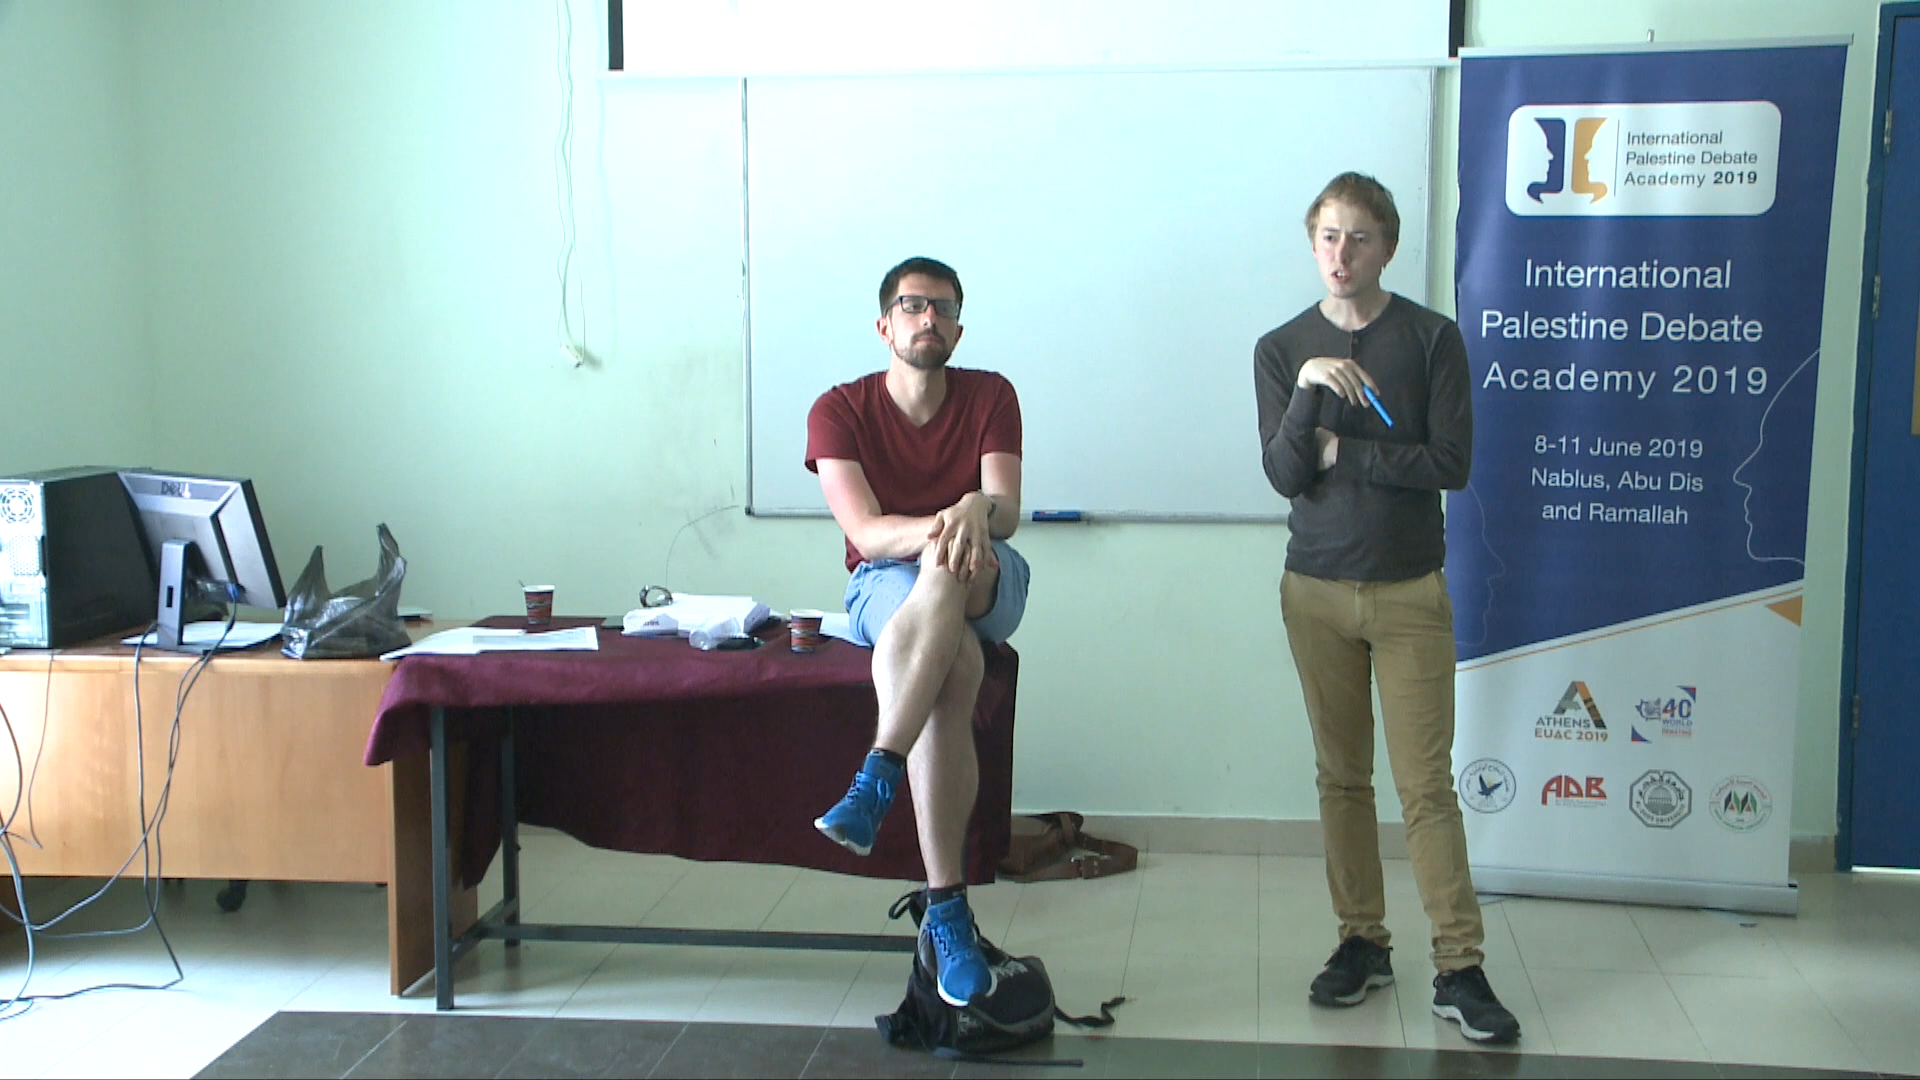 International
Palestine Debate
Academy 2019
International
Palestine Debate
Academy 2019
8-11 June 2019
Nablus, Abu Dis
and Ramallah
ATHENS
EUAC 2019
40
WORLD
ADB
DELL